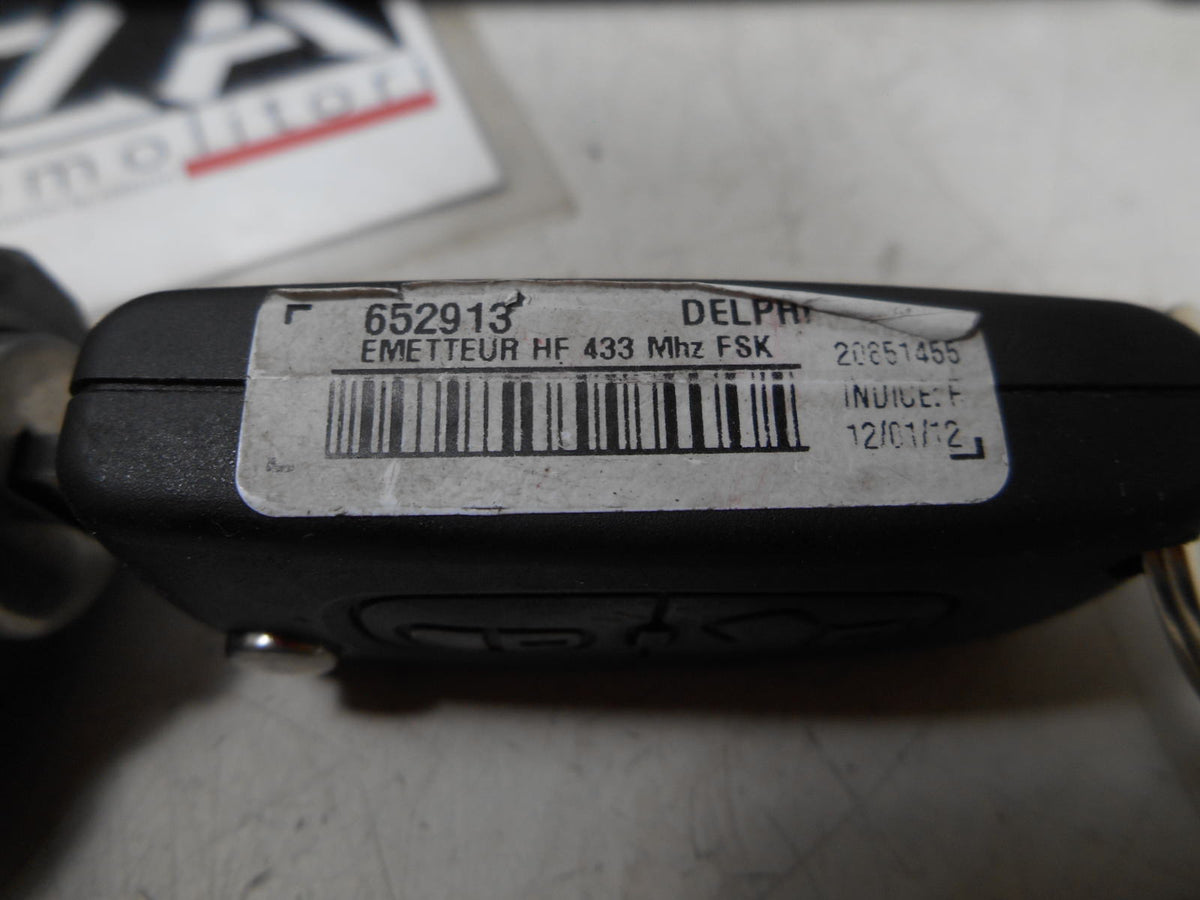 652913
DELPHI
EMETTEUR HF 433 Mhz FSK
20851455
INDICE: F
12/01/12